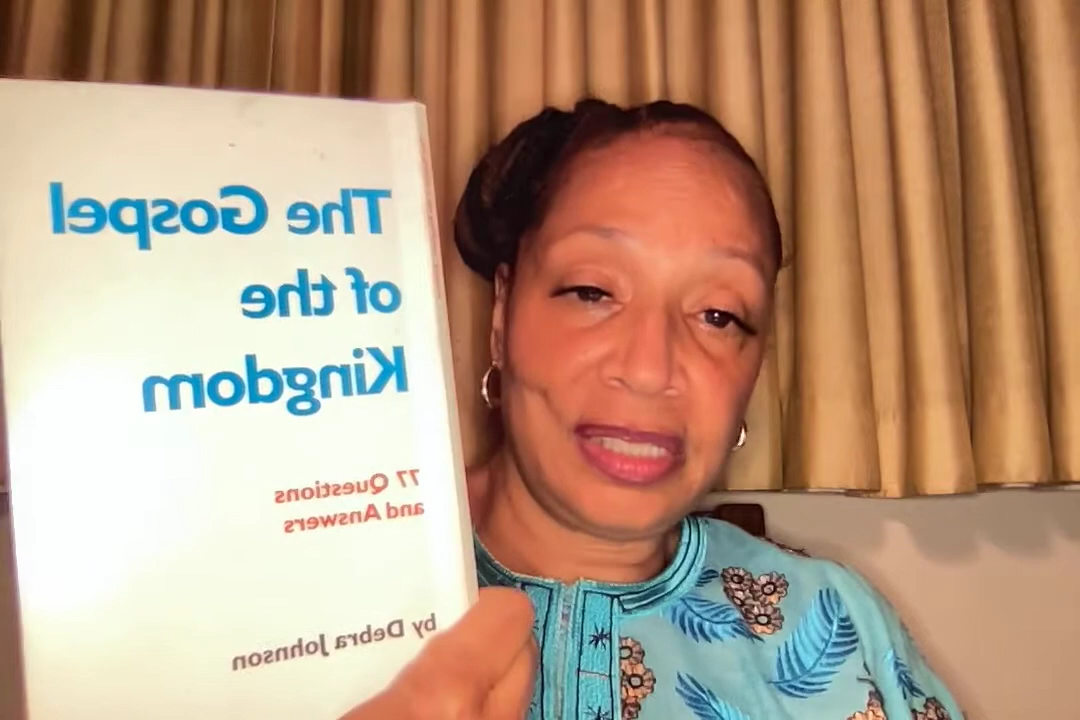 The Gospel
of the
Kingdom
77 Questions
and Answers
by Debra Johnson